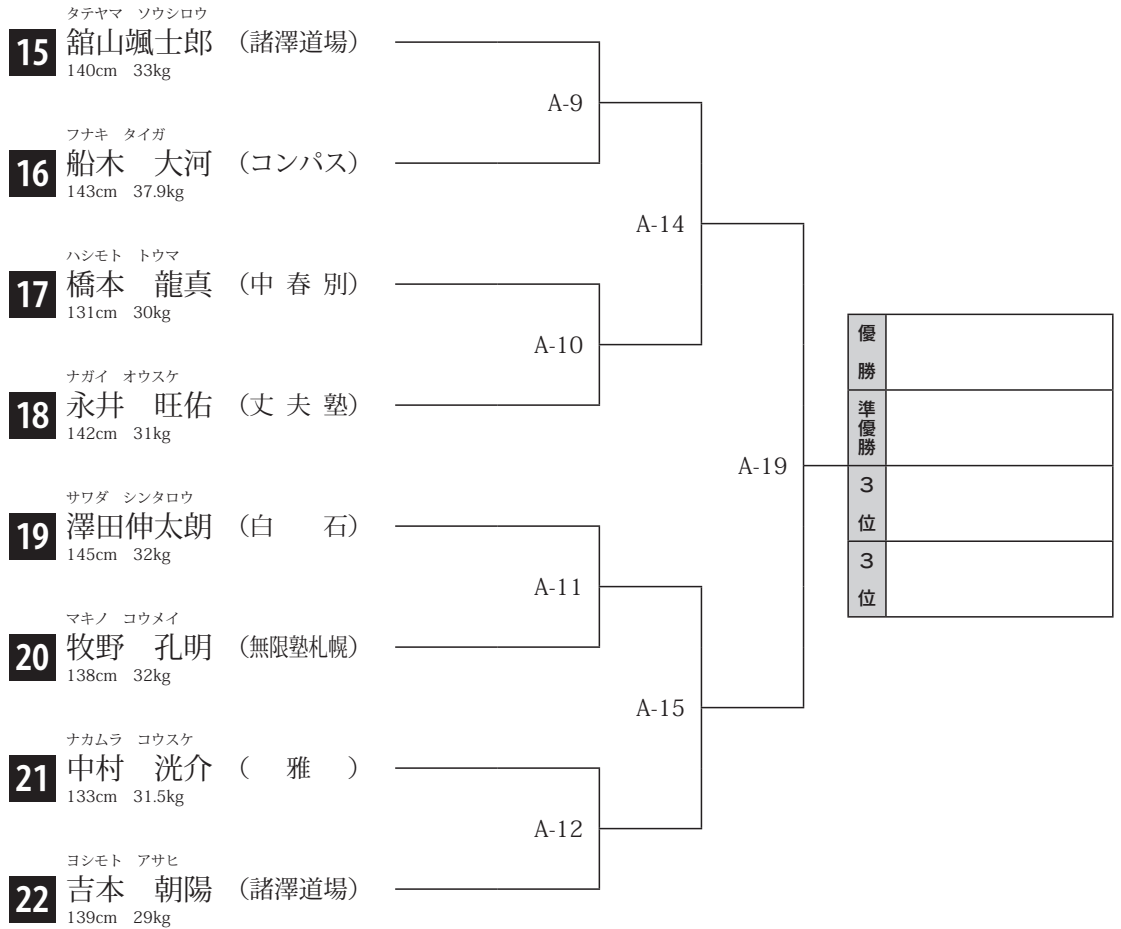 タテヤマ ソウシロウ
15 舘山颯士郎 （諸澤道場）
140cm 33kg
A-9
フナキ タイガ
16 船木 大河 （コンパス）
143cm 37.9kg
A-14
ハシモト トウマ
17 橋本 龍真 （中春別）
131cm 30kg
A-10
ナガイ オウスケ
18 永井 旺佑 （丈夫塾）
142cm 31kg
A-19
サワダ シンタロウ
19 澤田伸太朗 （白 石）
145cm 32kg
A-11
マキノ コウメイ
20 牧野 孔明 （無限塾札幌）
138cm 32kg
A-15
ナカムラ コウスケ
21 中村 洸介 （ 雅 ）
133cm 31.5kg
A-12
ヨシモト アサヒ
22 吉本 朝陽 （諸澤道場）
139cm 29kg
優勝
準優勝
3位
3位